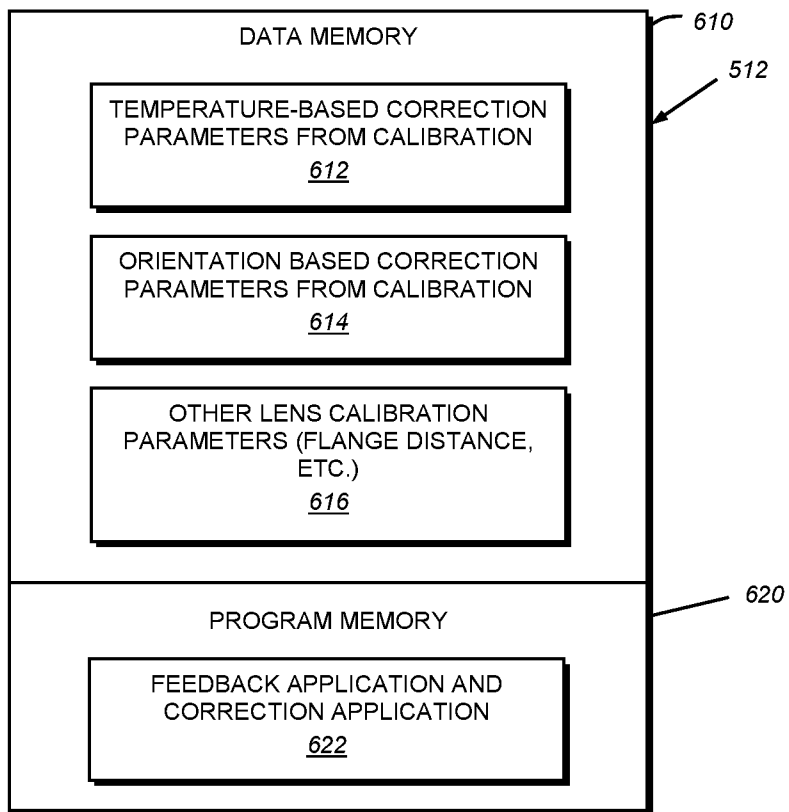 DATA MEMORY
610
512
TEMPERATURE-BASED CORRECTION
PARAMETERS FROM CALIBRATION
612
ORIENTATION BASED CORRECTION
PARAMETERS FROM CALIBRATION
614
OTHER LENS CALIBRATION
PARAMETERS (FLANGE DISTANCE,
ETC.)
616
620
PROGRAM MEMORY
FEEDBACK APPLICATION AND
CORRECTION APPLICATION
622